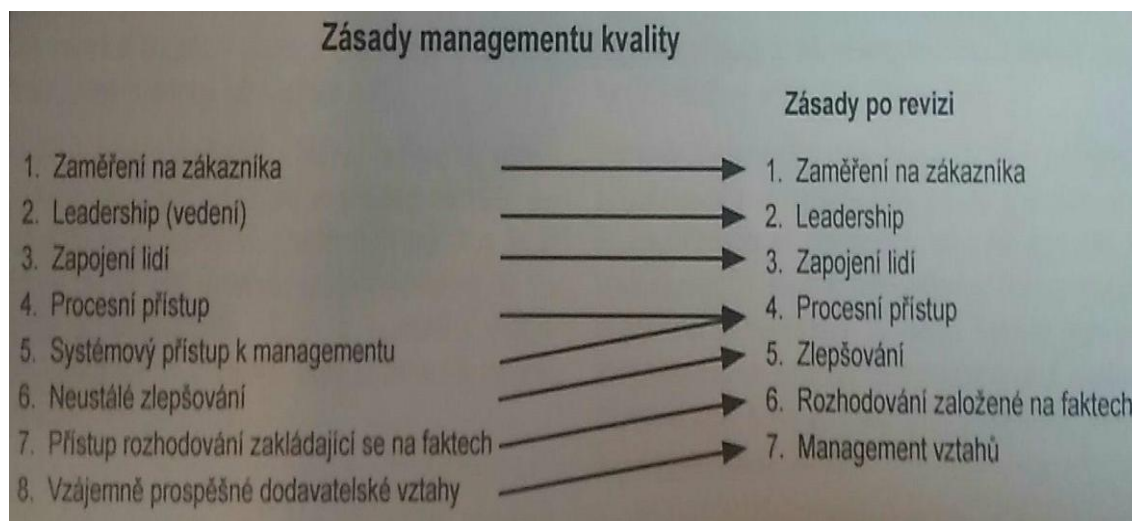 Zásady managementu kvality
Zásady po revizi
1. Zaměření na zákazníka
2. Leadership (vedení)
3. Zapojení lidí
4. Procesní přístup
5. Systémový přístup k managementu
6. Neustálé zlepšování
7. Přístup rozhodování zakládající se na faktech
8. Vzájemně prospěšné dodavatelské vztahy
1. Zaměření na zákazníka
2. Leadership
3. Zapojení lidí
4. Procesní přístup
5. Zlepšování
6. Rozhodování založené na faktech
7. Management vztahů